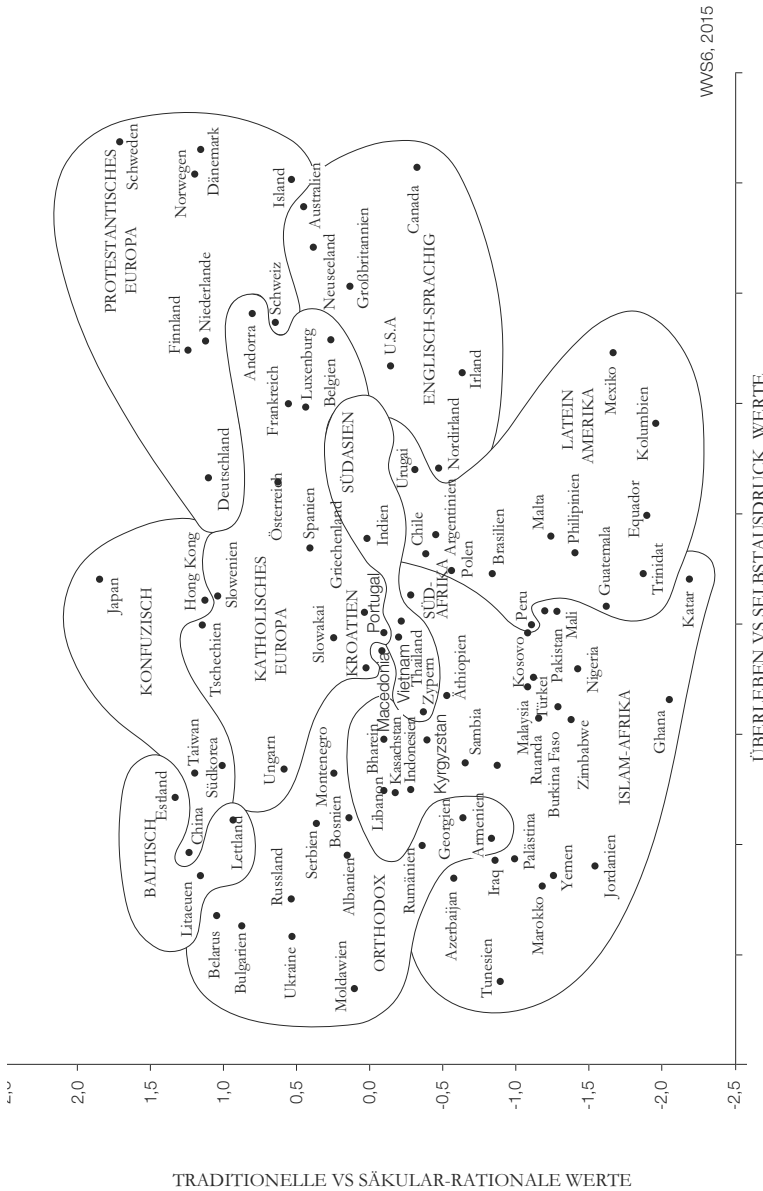 WVS6, 2015
PROTESTANTISCHES
EUROPA
Schweden
Norwegen
Dänemark
Finnland
Niederlande
Island
Australien
Neuseeland
Großbritannien
Canada
ENGLISCH-SPRACHIG
U.S.A
Irland
Nordirland
Andorra
Schweiz
Frankreich
Luxenburg
Belgien
Deutschland
Österreich
Spanien
Griechenland
SÜDASIEN
Indien
Urugai
Chile
Argentinien
Polen
Brasilien
LATEIN
AMERIKA
Mexiko
Kolumbien
Malta
Philipinien
Equador
Guatemala
Trinidat
Katar
Japan
KONFUZISCH
Hong Kong
Slowenien
Tschechien
KATHOLISCHES
EUROPA
Slowakai
KROATIEN
Portugal
Macedonia
Vietnam
Thailand
Zypern
SÜD-
AFRIKA
Äthiopien
Peru
Kosovo
Mali
Pakistan
Türkei
Malaysia
Nigeria
Ruanda
Burkina Faso
Zimbabwe
ISLAM-AFRIKA
Ghana
Taiwan
Südkorea
Ungarn
Montenegro
Bharein
Kasachstan
Libanon
Indonesien
Kyrgyzstan
Sambia
BALTISCH
Estland
China
Lettland
Litaeuen
Serbien
Bosnien
Albanien
Georgien
Armenien
Rumänien
Palästina
Iraq
Yemen
Jordanien
Marokko
Russland
ORTHODOX
Azerbaijan
Belarus
Bulgarien
Ukraine
Moldawien
Tunesien
2,0
1,5
1,0
0,5
0,0
-0,5
-1,0
-1,5
-2,0
-2,5
TRADITIONELLE VS SÄKULAR-RATIONALE WERTE
ÜBERLEBEN VS SELBSTAUSDRUCK WERTE